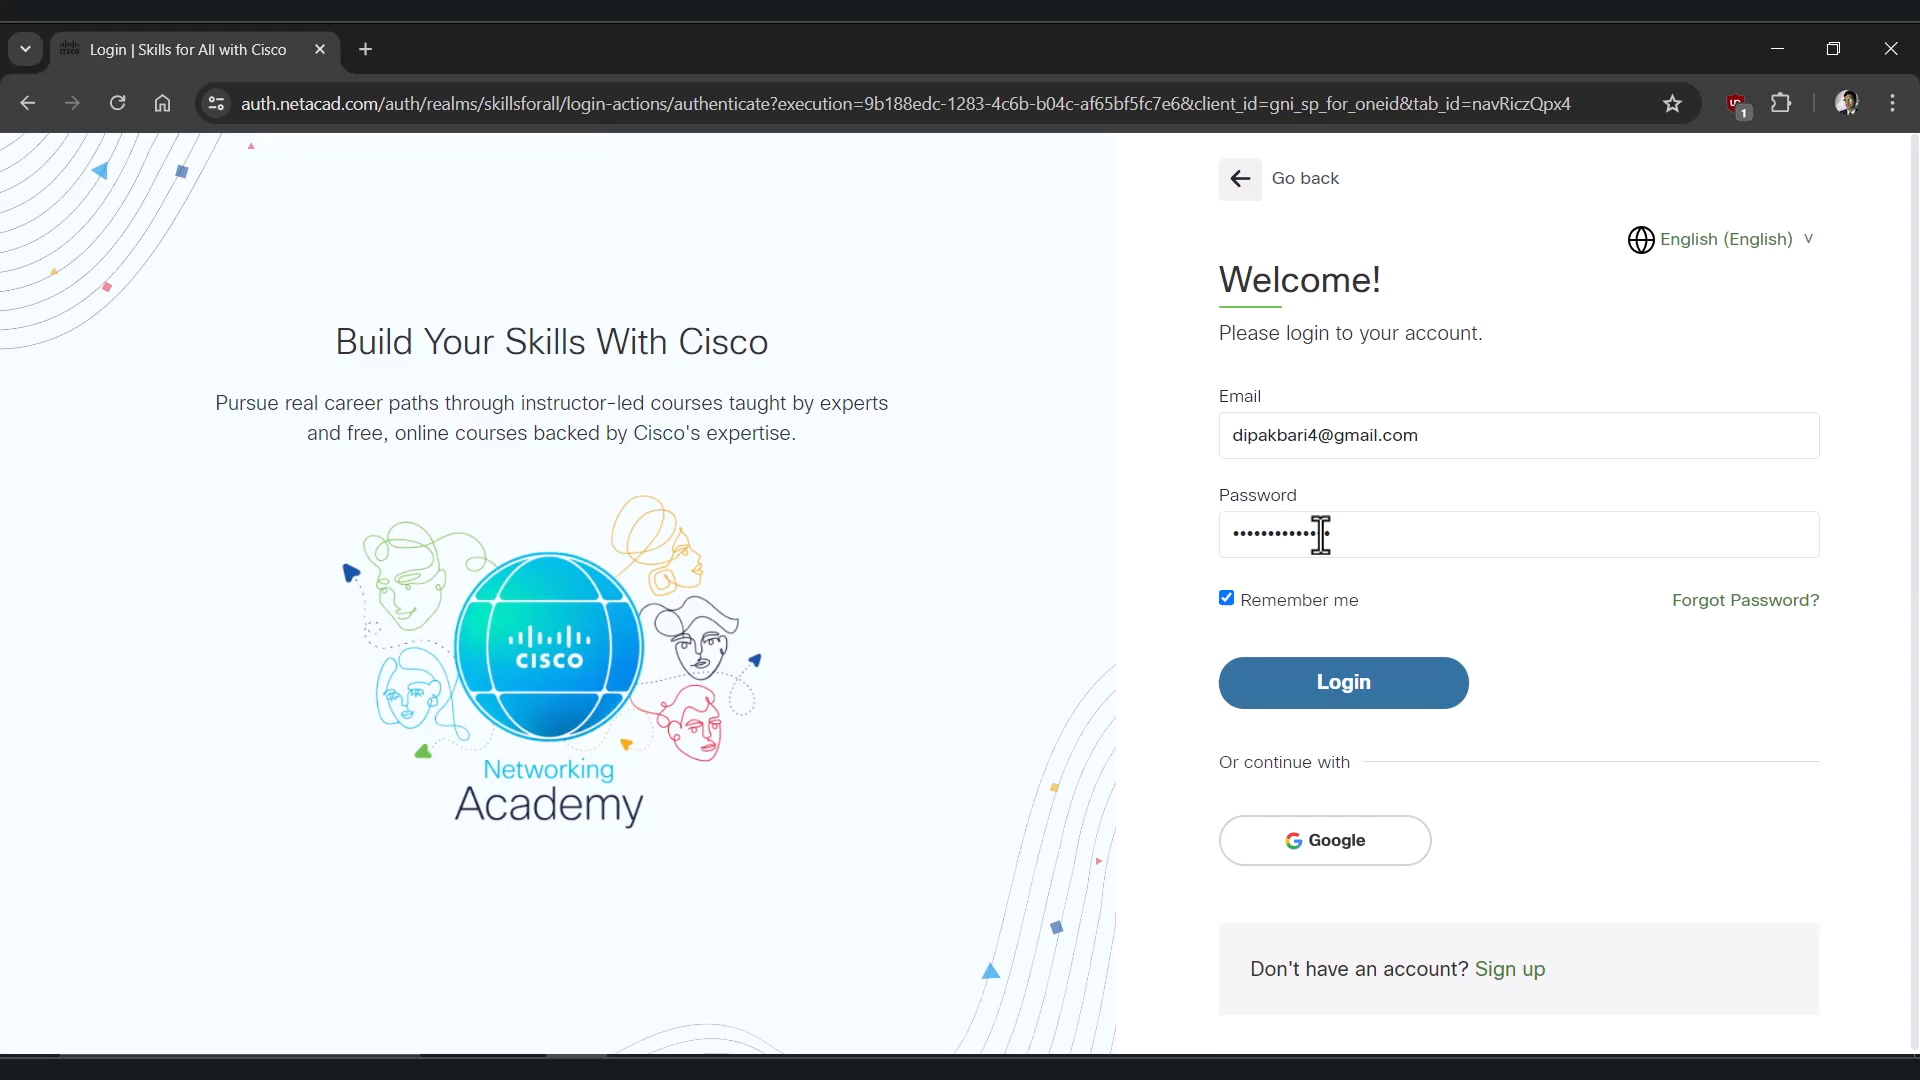 Login | Skills for All with Cisco
auth.netacad.com/auth/realms/skillsforall/login-actions/authenticate?execution=9b188edc-1283-4c6b-b04c-af65bf5fc7e6&client_id=gni_sp_for_oneid&tab_id=navRiczQpx4
1
Go back
English (English)
Welcome!
Please login to your account.
Build Your Skills With Cisco
Pursue real career paths through instructor-led courses taught by experts
and free, online courses backed by Cisco's expertise.
Email
dipakbari4@gmail.com
Password
Remember me
Forgot Password?
CISCO
Login
Networking
Academy
Or continue with
Google
Don't have an account? Sign up